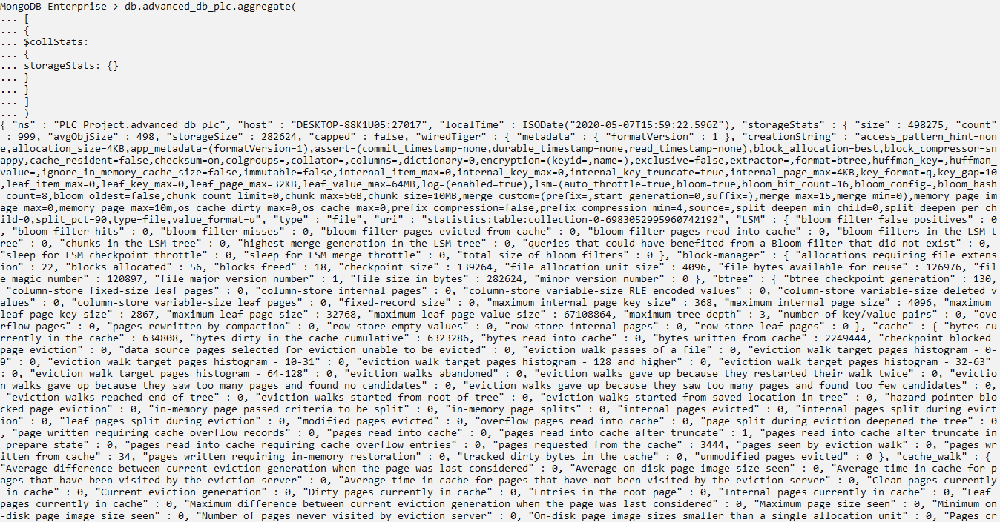 MongoDB Enterprise > db.advanced_db_plc.aggregate(
... [
... {
... $collStats:
... {
... storageStats: {}
... }
... }
... ]
... )
{ "ns" : "PLC_Project.advanced_db_plc", "host" : "DESKTOP-88K1U05:27017", "localTime" : ISODate("2020-05-07T15:59:22.596Z"), "storageStats" : { "size" : 498275, "count"
 : 999, "avgObjSize" : 498, "storageSize" : 282624, "capped" : false, "wiredTiger" : { "metadata" : { "formatVersion" : 1 }, "creationString" : "access_pattern_hint=non
e,allocation_size=4KB,app_metadata=(formatVersion=1),assert=(commit_timestamp=none,durable_timestamp=none,read_timestamp=none),block_allocation=best,block_compressor=sn
appy,cache_resident=false,checksum=on,colgroups=,collator=,columns=,dictionary=0,encryption=(keyid=,name=),exclusive=false,extractor=,format=btree,huffman_key=,huffman_
value=,ignore_in_memory_cache_size=false,immutable=false,internal_item_max=0,internal_key_max=0,internal_key_truncate=true,internal_page_max=4KB,key_format=q,key_gap=10
,leaf_item_max=0,leaf_key_max=0,leaf_page_max=32KB,leaf_value_max=64MB,log=(enabled=true),lsm=(auto_throttle=true,bloom=true,bloom_bit_count=16,bloom_config=,bloom_hash
_count=8,bloom_oldest=false,chunk_count_limit=0,chunk_max=5GB,chunk_size=10MB,merge_custom=(prefix=,start_generation=0,suffix=),merge_max=15,merge_min=0),memory_page_im
age_max=0,memory_page_max=10m,os_cache_dirty_max=0,os_cache_max=0,prefix_compression=false,prefix_compression_min=4,source=,split_deepen_min_child=0,split_deepen_per_ch
ild=0,split_pct=90,type=file,value_format=u", "type" : "file", "uri" : "statistics:table:collection-0-6983052995960742192", "LSM" : { "bloom filter false positives" : 0
, "bloom filter hits" : 0, "bloom filter misses" : 0, "bloom filter pages evicted from cache" : 0, "bloom filter pages read into cache" : 0, "bloom filters in the LSM t
ree" : 0, "chunks in the LSM tree" : 0, "highest merge generation in the LSM tree" : 0, "queries that could have benefited from a Bloom filter that did not exist" : 0,
"sleep for LSM checkpoint throttle" : 0, "sleep for LSM merge throttle" : 0, "total size of bloom filters" : 0 }, "block-manager" : { "allocations requiring file extens
ion" : 22, "blocks allocated" : 56, "blocks freed" : 18, "checkpoint size" : 139264, "file allocation unit size" : 4096, "file bytes available for reuse" : 126976, "fil
e magic number" : 120897, "file major version number" : 1, "file size in bytes" : 282624, "minor version number" : 0 }, "btree" : { "btree checkpoint generation" : 130,
 "column-store fixed-size leaf pages" : 0, "column-store internal pages" : 0, "column-store variable-size RLE encoded values" : 0, "column-store variable-size deleted v
alues" : 0, "column-store variable-size leaf pages" : 0, "fixed-record size" : 0, "maximum internal page key size" : 368, "maximum internal page size" : 4096, "maximum
leaf page key size" : 2867, "maximum leaf page size" : 32768, "maximum leaf page value size" : 67108864, "maximum tree depth" : 3, "number of key/value pairs" : 0, "ove
rflow pages" : 0, "pages rewritten by compaction" : 0, "row-store empty values" : 0, "row-store internal pages" : 0, "row-store leaf pages" : 0 }, "cache" : { "bytes cu
rrently in the cache" : 634808, "bytes dirty in the cache cumulative" : 6323286, "bytes read into cache" : 0, "bytes written from cache" : 2249444, "checkpoint blocked
page eviction" : 0, "data source pages selected for eviction unable to be evicted" : 0, "eviction walk passes of a file" : 0, "eviction walk target pages histogram - 0-
9" : 0, "eviction walk target pages histogram - 10-31" : 0, "eviction walk target pages histogram - 128 and higher" : 0, "eviction walk target pages histogram - 32-63"
: 0, "eviction walk target pages histogram - 64-128" : 0, "eviction walks abandoned" : 0, "eviction walks gave up because they restarted their walk twice" : 0, "evictio
n walks gave up because they saw too many pages and found no candidates" : 0, "eviction walks gave up because they saw too many pages and found too few candidates" : 0,
 "eviction walks reached end of tree" : 0, "eviction walks started from root of tree" : 0, "eviction walks started from saved location in tree" : 0, "hazard pointer blo
cked page eviction" : 0, "in-memory page passed criteria to be split" : 0, "in-memory page splits" : 0, "internal pages evicted" : 0, "internal pages split during evict
ion" : 0, "leaf pages split during eviction" : 0, "modified pages evicted" : 0, "overflow pages read into cache" : 0, "page split during eviction deepened the tree" : 0
, "page written requiring cache overflow records" : 0, "pages read into cache" : 0, "pages read into cache after truncate" : 1, "pages read into cache after truncate in
 prepare state" : 0, "pages read into cache requiring cache overflow entries" : 0, "pages requested from the cache" : 3444, "pages seen by eviction walk" : 0, "pages wr
itten from cache" : 34, "pages written requiring in-memory restoration" : 0, "tracked dirty bytes in the cache" : 0, "unmodified pages evicted" : 0 }, "cache_walk" : {
"Average difference between current eviction generation when the page was last considered" : 0, "Average on-disk page image size seen" : 0, "Average time in cache for p
ages that have been visited by the eviction server" : 0, "Average time in cache for pages that have not been visited by the eviction server" : 0, "Clean pages currently
 in cache" : 0, "Current eviction generation" : 0, "Dirty pages currently in cache" : 0, "Entries in the root page" : 0, "Internal pages currently in cache" : 0, "Leaf
pages currently in cache" : 0, "Maximum difference between current eviction generation when the page was last considered" : 0, "Maximum page size seen" : 0, "Minimum on
-disk page image size seen" : 0, "Number of pages never visited by eviction server" : 0, "On-disk page image sizes smaller than a single allocation unit" : 0, "Pages cr